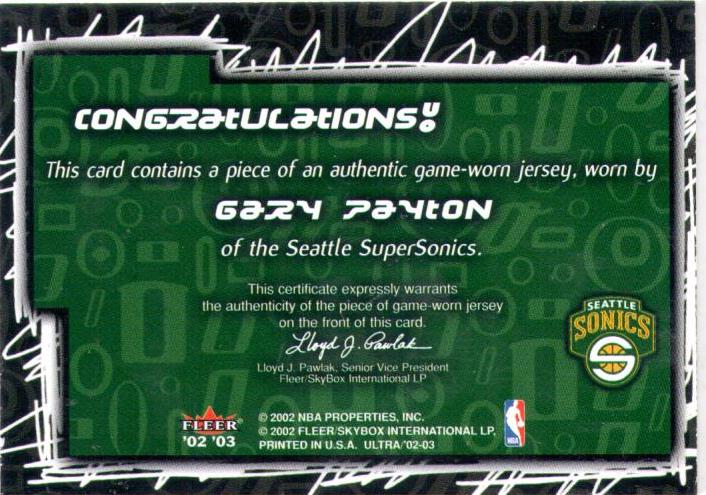 CONGRATULATIONS!
This card contains a piece of an authentic game-worn jersey, worn by
GARY PAYTON
of the Seattle SuperSonics.
This certificate expressly warrants
the authenticity of the piece of game-worn jersey
on the front of this card.
Lloyd J. Pawlak
Lloyd J. Pawlak, Senior Vice President
Fleer/SkyBox International LP
SEATTLE
SONICS
FLEER
'02 '03
© 2002 NBA PROPERTIES, INC.
© 2002 FLEER/SKYBOX INTERNATIONAL LP,
PRINTED IN U.S.A. ULTRA/'02-03
NBA